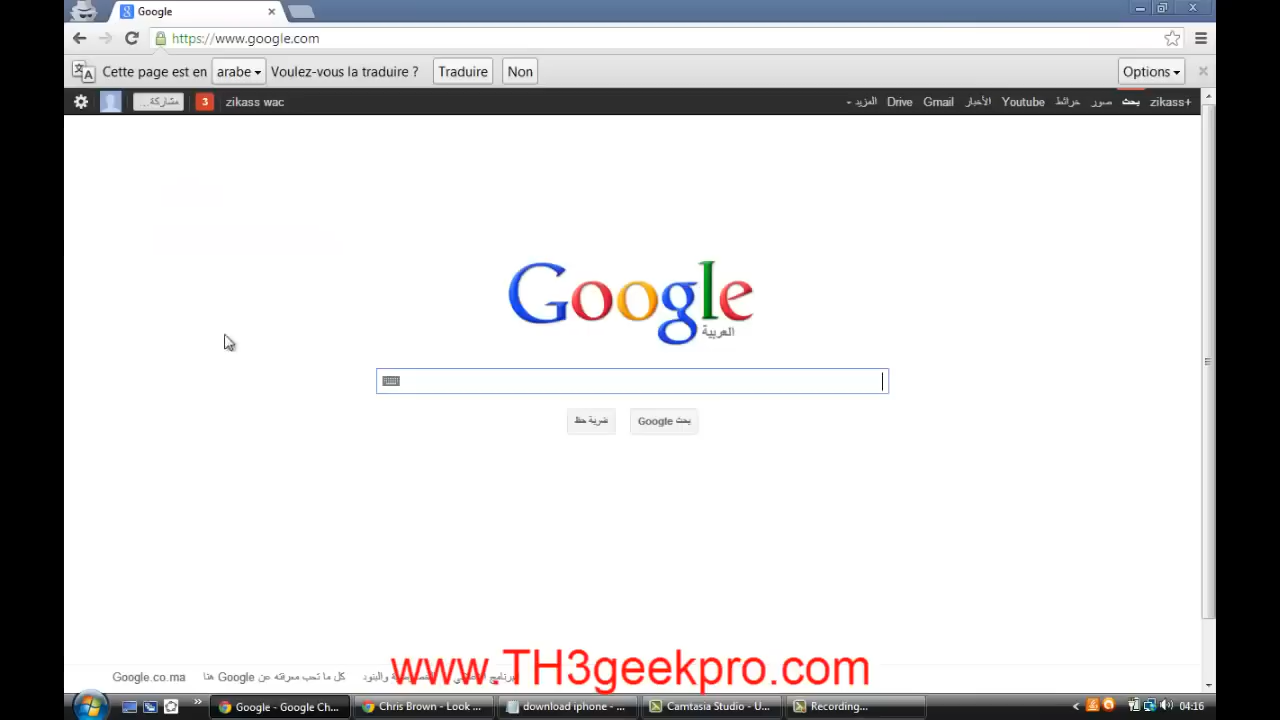 Google
https://www.google.com
Cette page est en arabe Voulez-vous la traduire ? Traduire Non Options
مشاركة... 3 zikass wac
zikass+ بحث صور خرائط Youtube الأخبار Gmail Drive المزيد
Google
العربية
بحث Google ضربة حظ
Google.co.ma كل ما تحب معرفته عن Google هنا
www.TH3geekpro.com
Google - Google Ch... Chris Brown - Look ... download iphone - ... Camtasia Studio - U... Recording... 04:16